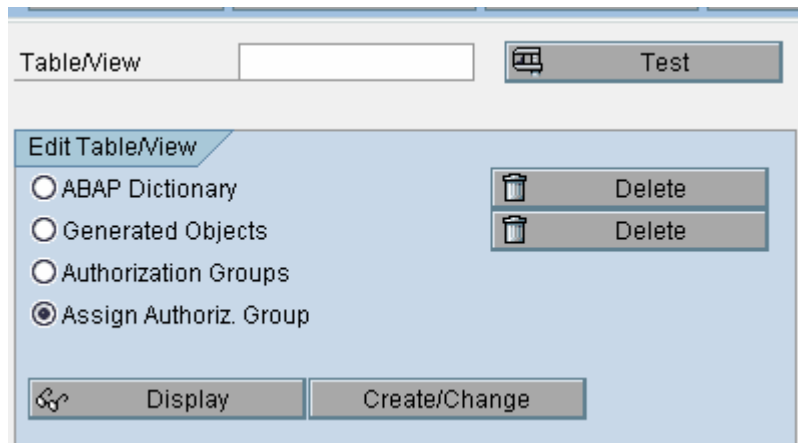 Table/View Test
Edit Table/View
ABAP Dictionary Delete
Generated Objects Delete
Authorization Groups
Assign Authoriz. Group
Display Create/Change